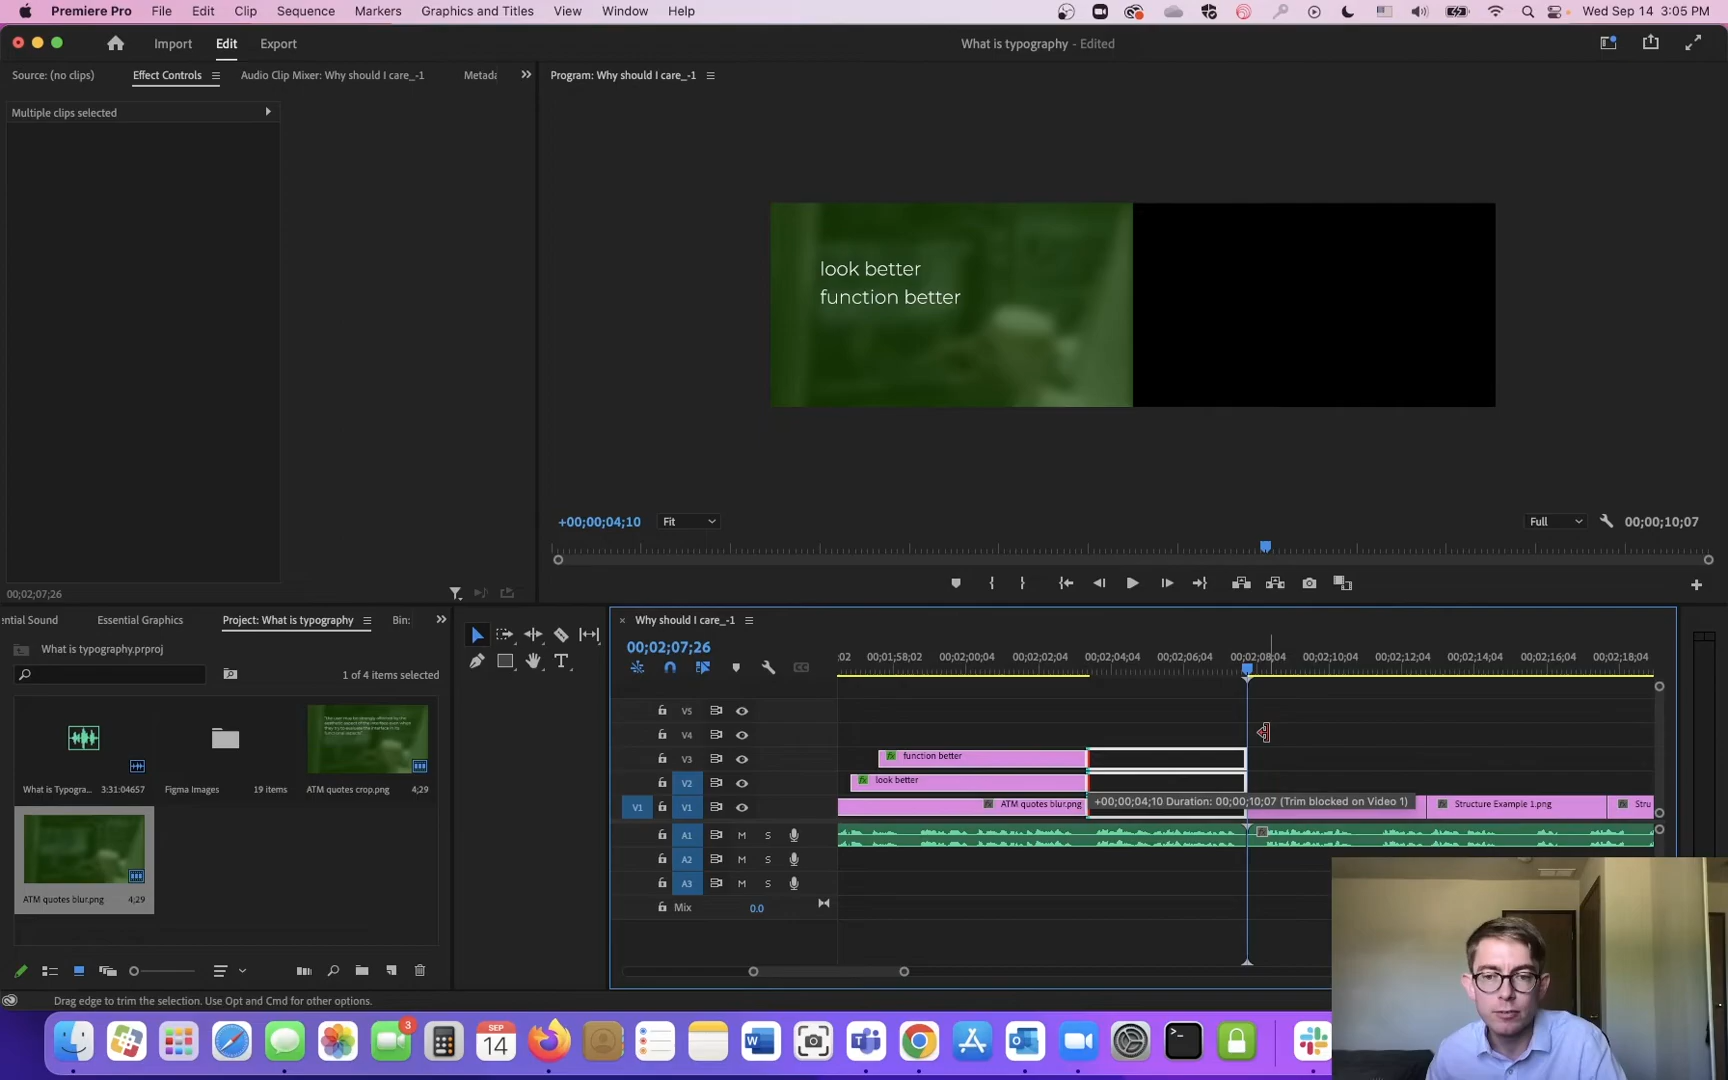 Premiere Pro File Edit Clip Sequence Markers Graphics and Titles View Window Help Wed Sep 14 3:05 PM
Import Edit Export What is typography - Edited
Source: (no clips) Effect Controls Audio Clip Mixer: Why should I care_-1 Metada Program: Why should I care_-1
Multiple clips selected
look better
function better
+00;00;04;10 Fit Full 00;00;10;07
00;02;07;26
ential Sound Essential Graphics Project: What is typography Bin: Why should I care_-1
What is typography.prproj 00;02;07;26
1 of 4 items selected
:02 00;01;58;02 00;02;00;04 00;02;02;04 00;02;04;04 00;02;06;04 00;02;08;04 00;02;10;04 00;02;12;04 00;02;14;04 00;02;16;04 00;02;18;04
V5
V4
V3 function better
V2 look better
V1 V1 ATM quotes blur.png Structure Example 1.png Stru
+00;00;04;10 Duration: 00;00;10;07 (Trim blocked on Video 1)
A1 M S
A2 M S
A3 M S
Mix 0.0
What is Typogra... 3:31:04657 Figma Images 19 items ATM quotes crop.png 4;29
ATM quotes blur.png 4;29
Drag edge to trim the selection. Use Opt and Cmd for other options.
3
SEP
14